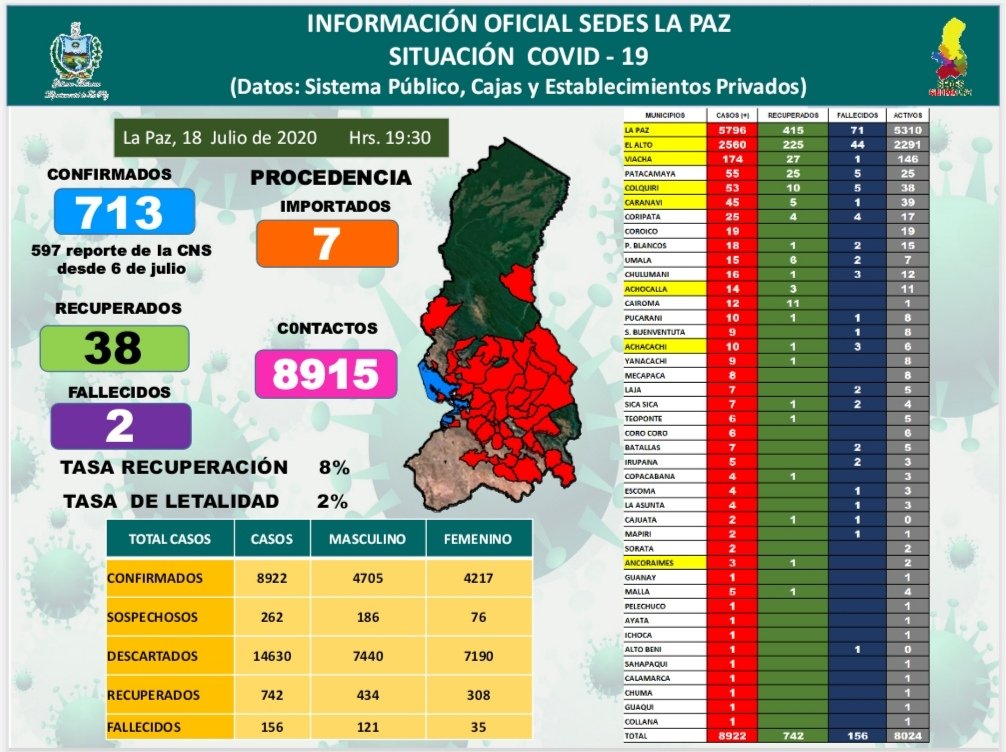 INFORMACIÓN OFICIAL SEDES LA PAZ
SITUACIÓN COVID - 19
(Datos: Sistema Público, Cajas y Establecimientos Privados)
La Paz, 18 Julio de 2020 Hrs. 19:30
CONFIRMADOS
713
597 reporte de la CNS
desde 6 de julio
RECUPERADOS
38
FALLECIDOS
2
PROCEDENCIA
IMPORTADOS
7
C0NTACTOS
8915
TASA RECUPERACIÓN 8%
TASA DE LETALIDAD 2%
TOTAL CASOS CASOS MASCULINO FEMENINO
CONFIRMADOS 8922 4705 4217
SOSPECHOSOS 262 186 76
DESCARTADOS 14630 7440 7190
RECUPERADOS 742 434 308
FALLECIDOS 156 121 35
MUNICIPIOS CASOS (+) RECUPERADOS FALLECIDOS ACTIVOS
LA PAZ 5796 415 71 5310
EL ALTO 2560 225 44 2291
VIACHA 174 27 1 146
PATACAMAYA 55 25 5 25
COLQUIRI 53 10 5 38
CARANAVI 45 5 1 39
CORIPATA 25 4 4 17
COROICO 19 19
P. BLANCOS 18 1 2 15
UMALA 15 6 2 7
CHULUMANI 16 1 3 12
ACHOCALLA 14 3 11
CAIROMA 12 11 1
PUCARANI 10 1 1 8
S. BUENVENTUTA 9 1 8
ACHACACHI 10 1 3 6
YANACACHI 9 1 8
MECAPACA 8 8
LAJA 7 2 5
SICA SICA 7 1 2 4
TEOPONTE 6 1 5
CORO CORO 6 6
BATALLAS 7 2 5
IRUPANA 5 2 3
COPACABANA 4 1 3
ESCOMA 4 1 3
LA ASUNTA 4 1 3
CAJUATA 2 1 1 0
MAPIRI 2 1 1
SORATA 2 2
ANCORAIMES 3 1 2
GUANAY 1 1
MALLA 5 1 4
PELECHUCO 1 1
AYATA 1 1
ICHOCA 1 1
ALTO BENI 1 1 0
SAHAPAQUI 1 1
CALAMARCA 1 1
CHUMA 1 1
GUAQUI 1 1
COLLANA 1 1
TOTAL 8922 742 156 8024